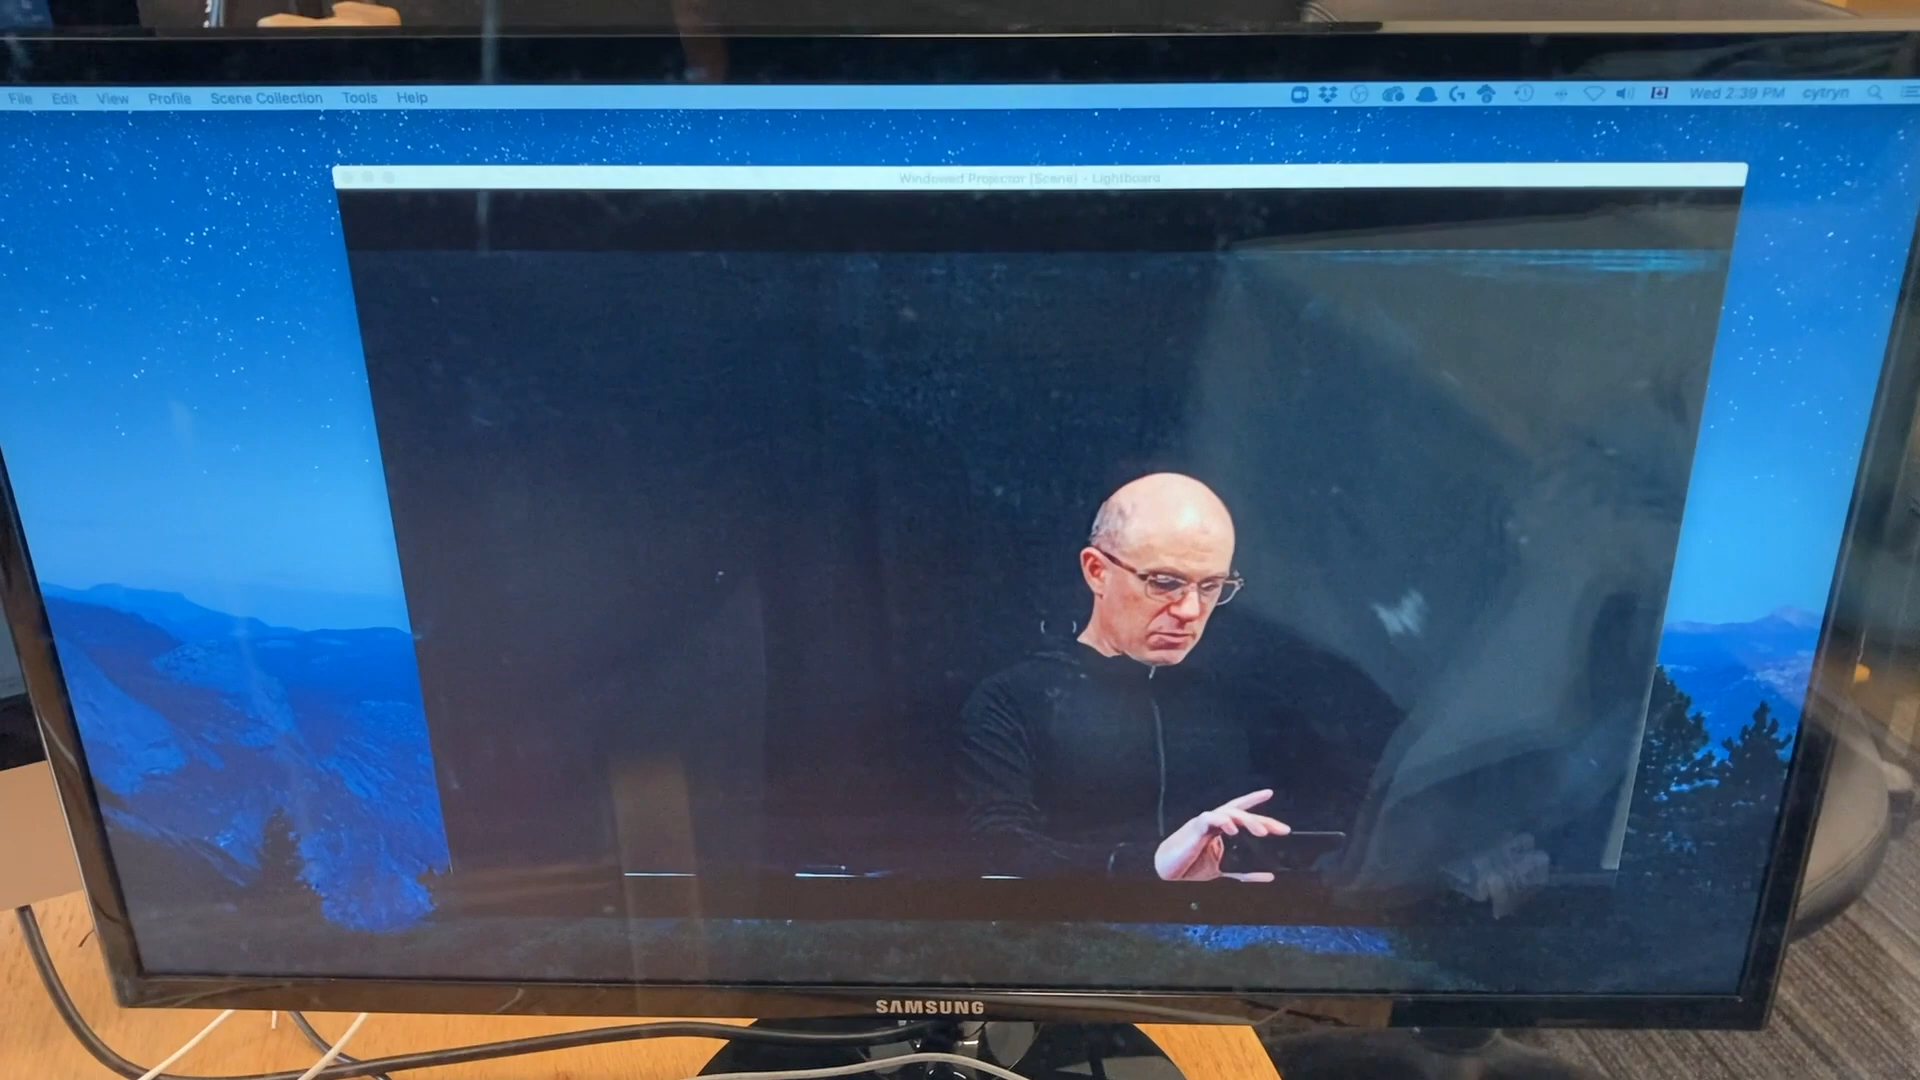 File Edit View Profile Scene Collection Tools Help Wed 2:39 PM cytryn
Windowed Projector (Scene) - Lightboard
SAMSUNG